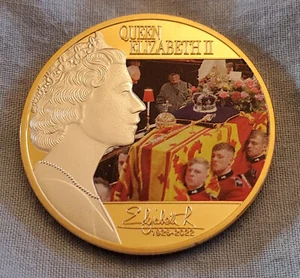 QUEEN
ELIZABETH II
Elizabeth R
1926-2022